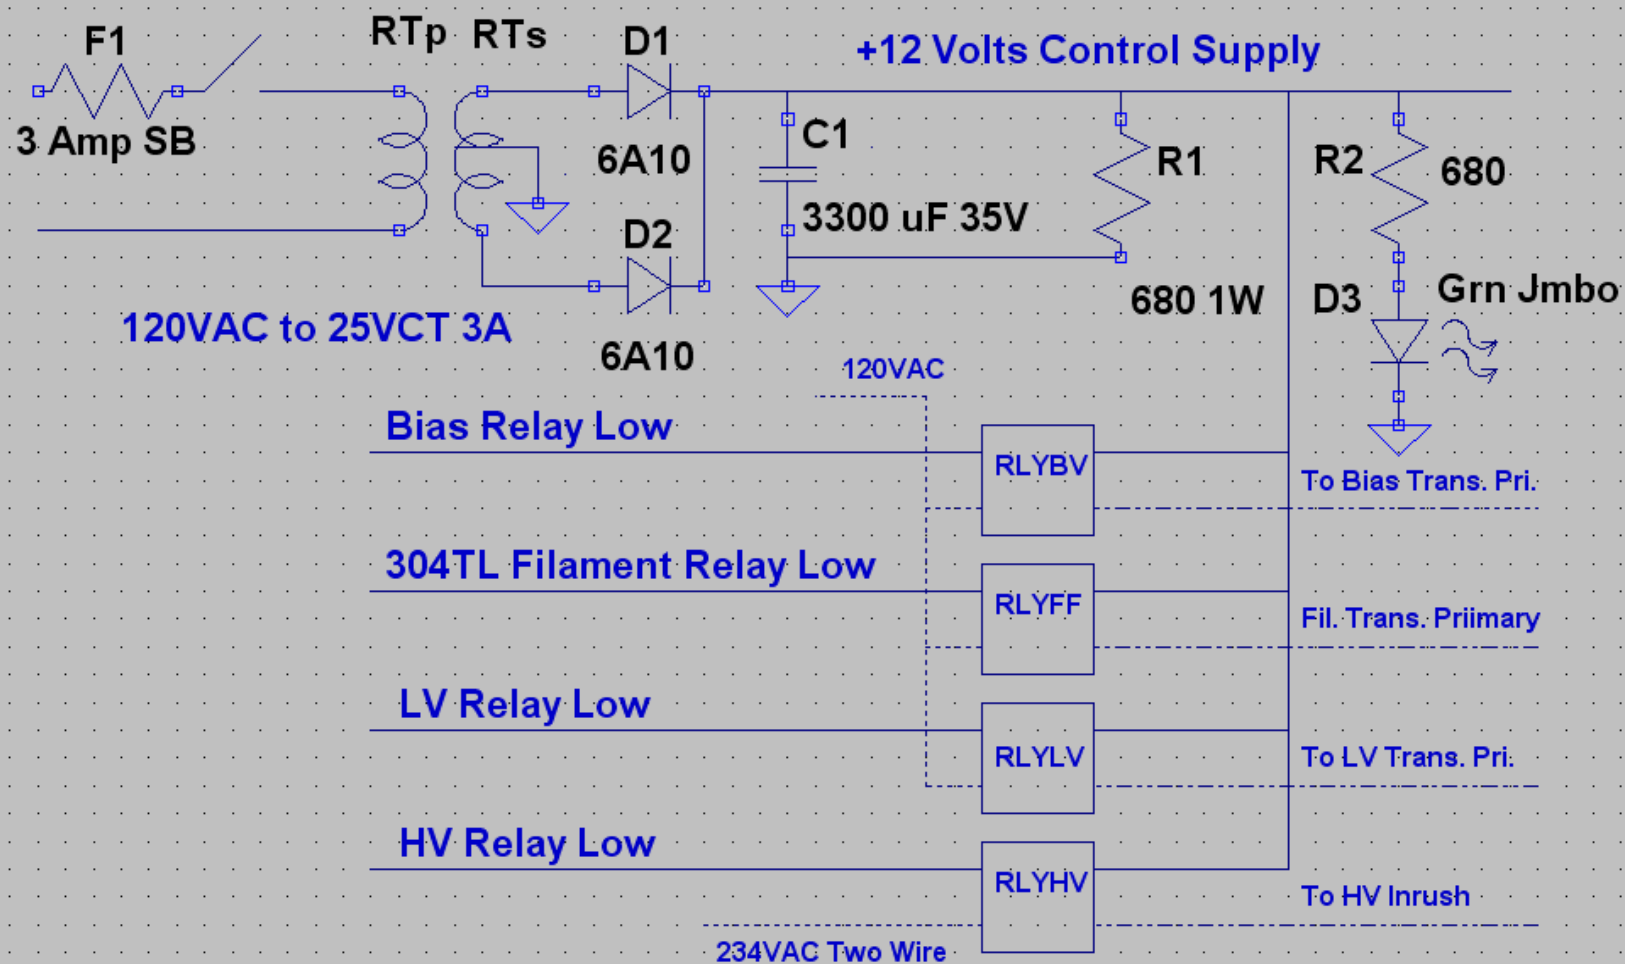 F1
RTp
RTs
D1
+12 Volts Control Supply
3 Amp SB
6A10
C1
R1
R2
680
3300 uF 35V
D2
120VAC to 25VCT 3A
6A10
680 1W
D3
Grn Jmbo
120VAC
Bias Relay Low
RLYBV
To Bias Trans. Pri.
304TL Filament Relay Low
RLYFF
Fil. Trans. Priimary
LV Relay Low
RLYLV
To LV Trans. Pri.
HV Relay Low
RLYHV
To HV Inrush
234VAC Two Wire